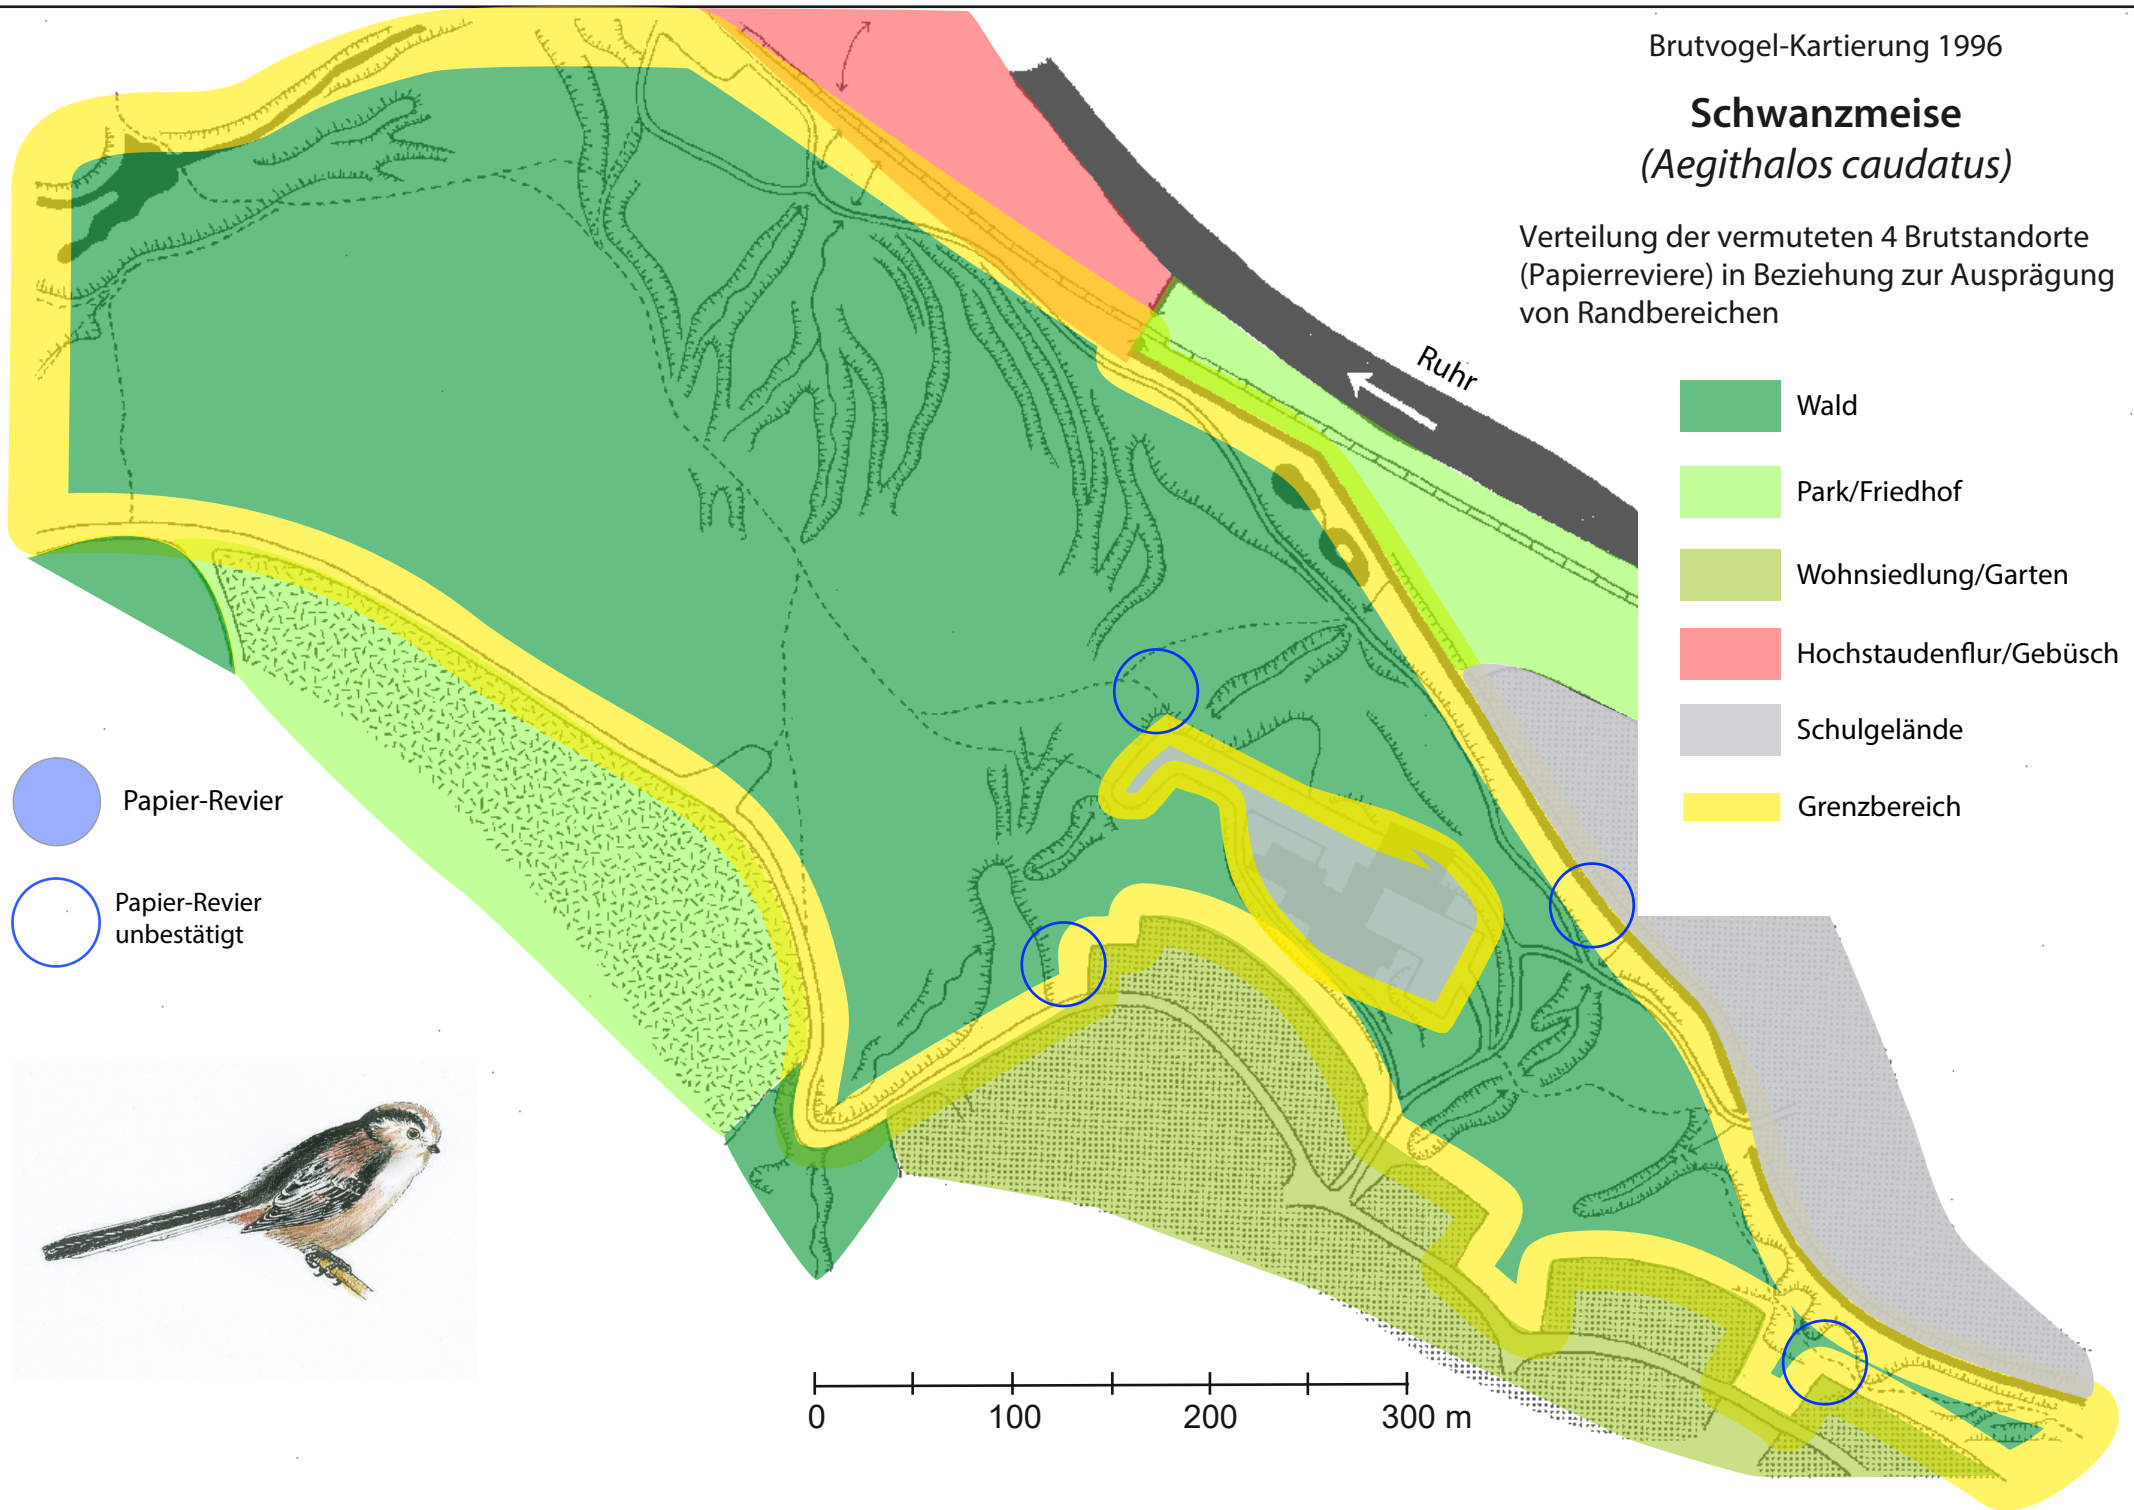 Brutvogel-Kartierung 1996
Schwanzmeise
(Aegithalos caudatus)
Verteilung der vermuteten 4 Brutstandorte
(Papierreviere) in Beziehung zur Ausprägung
von Randbereichen
Ruhr
Wald
Park/Friedhof
Wohnsiedlung/Garten
Hochstaudenflur/Gebüsch
Schulgelände
Grenzbereich
Papier-Revier
Papier-Revier
unbestätigt
0 100 200 300 m